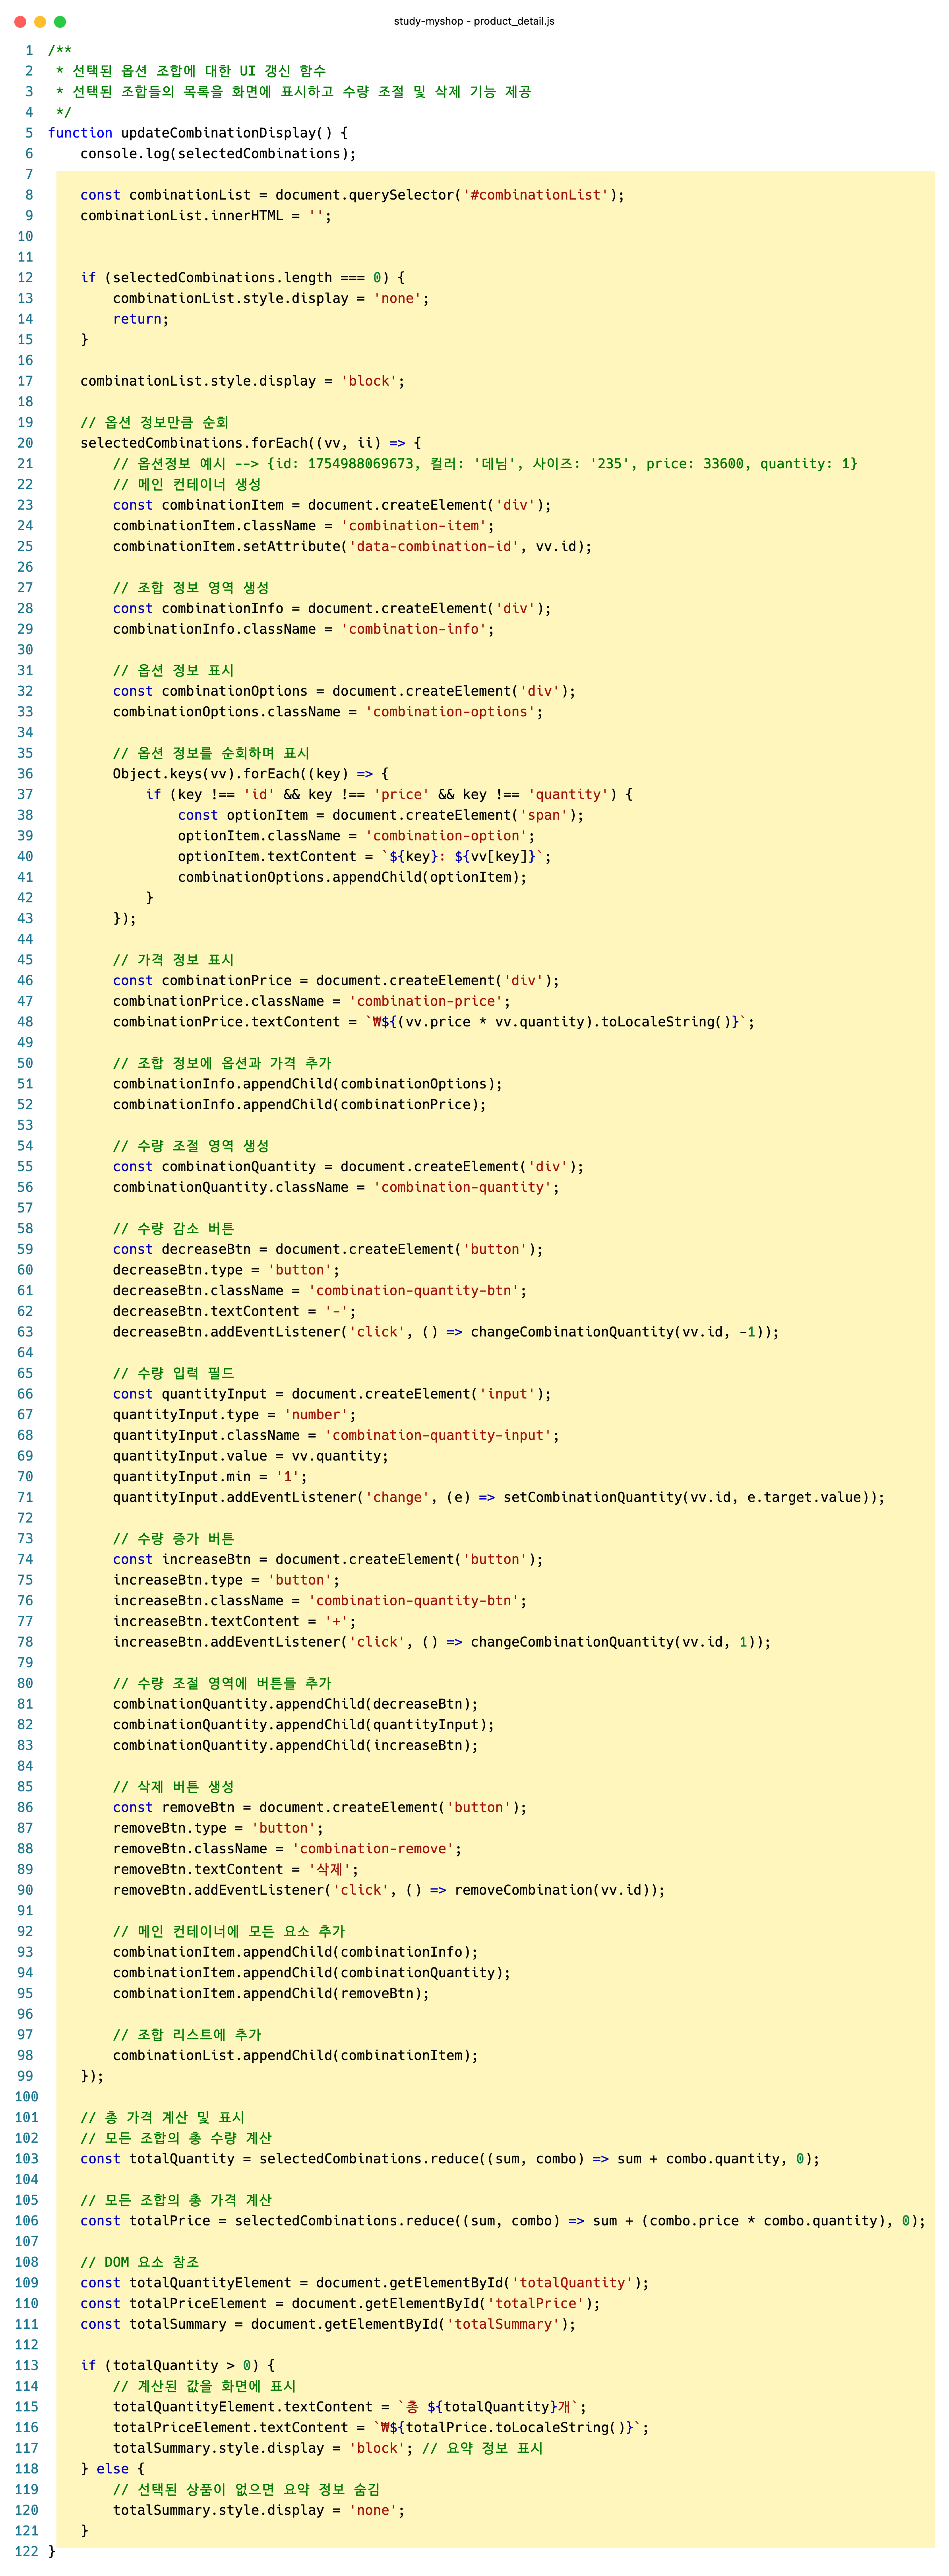 study-myshop - product_detail.js
1 /**
2  * 선택된 옵션 조합에 대한 UI 갱신 함수
3  * 선택된 조합들의 목록을 화면에 표시하고 수량 조절 및 삭제 기능 제공
4  */
5 function updateCombinationDisplay() {
6     console.log(selectedCombinations);
7
8     const combinationList = document.querySelector('#combinationList');
9     combinationList.innerHTML = '';
10
11
12     if (selectedCombinations.length === 0) {
13         combinationList.style.display = 'none';
14         return;
15     }
16
17     combinationList.style.display = 'block';
18
19     // 옵션 정보만큼 순회
20     selectedCombinations.forEach((vv, ii) => {
21         // 옵션정보 예시 --> {id: 1754988069673, 컬러: '데님', 사이즈: '235', price: 33600, quantity: 1}
22         // 메인 컨테이너 생성
23         const combinationItem = document.createElement('div');
24         combinationItem.className = 'combination-item';
25         combinationItem.setAttribute('data-combination-id', vv.id);
26
27         // 조합 정보 영역 생성
28         const combinationInfo = document.createElement('div');
29         combinationInfo.className = 'combination-info';
30
31         // 옵션 정보 표시
32         const combinationOptions = document.createElement('div');
33         combinationOptions.className = 'combination-options';
34
35         // 옵션 정보를 순회하며 표시
36         Object.keys(vv).forEach((key) => {
37             if (key !== 'id' && key !== 'price' && key !== 'quantity') {
38                 const optionItem = document.createElement('span');
39                 optionItem.className = 'combination-option';
40                 optionItem.textContent = `${key}: ${vv[key]}`;
41                 combinationOptions.appendChild(optionItem);
42             }
43         });
44
45         // 가격 정보 표시
46         const combinationPrice = document.createElement('div');
47         combinationPrice.className = 'combination-price';
48         combinationPrice.textContent = `₩${(vv.price * vv.quantity).toLocaleString()}`;
49
50         // 조합 정보에 옵션과 가격 추가
51         combinationInfo.appendChild(combinationOptions);
52         combinationInfo.appendChild(combinationPrice);
53
54         // 수량 조절 영역 생성
55         const combinationQuantity = document.createElement('div');
56         combinationQuantity.className = 'combination-quantity';
57
58         // 수량 감소 버튼
59         const decreaseBtn = document.createElement('button');
60         decreaseBtn.type = 'button';
61         decreaseBtn.className = 'combination-quantity-btn';
62         decreaseBtn.textContent = '-';
63         decreaseBtn.addEventListener('click', () => changeCombinationQuantity(vv.id, -1));
64
65         // 수량 입력 필드
66         const quantityInput = document.createElement('input');
67         quantityInput.type = 'number';
68         quantityInput.className = 'combination-quantity-input';
69         quantityInput.value = vv.quantity;
70         quantityInput.min = '1';
71         quantityInput.addEventListener('change', (e) => setCombinationQuantity(vv.id, e.target.value));
72
73         // 수량 증가 버튼
74         const increaseBtn = document.createElement('button');
75         increaseBtn.type = 'button';
76         increaseBtn.className = 'combination-quantity-btn';
77         increaseBtn.textContent = '+';
78         increaseBtn.addEventListener('click', () => changeCombinationQuantity(vv.id, 1));
79
80         // 수량 조절 영역에 버튼들 추가
81         combinationQuantity.appendChild(decreaseBtn);
82         combinationQuantity.appendChild(quantityInput);
83         combinationQuantity.appendChild(increaseBtn);
84
85         // 삭제 버튼 생성
86         const removeBtn = document.createElement('button');
87         removeBtn.type = 'button';
88         removeBtn.className = 'combination-remove';
89         removeBtn.textContent = '삭제';
90         removeBtn.addEventListener('click', () => removeCombination(vv.id));
91
92         // 메인 컨테이너에 모든 요소 추가
93         combinationItem.appendChild(combinationInfo);
94         combinationItem.appendChild(combinationQuantity);
95         combinationItem.appendChild(removeBtn);
96
97         // 조합 리스트에 추가
98         combinationList.appendChild(combinationItem);
99     });
100
101     // 총 가격 계산 및 표시
102     // 모든 조합의 총 수량 계산
103     const totalQuantity = selectedCombinations.reduce((sum, combo) => sum + combo.quantity, 0);
104
105     // 모든 조합의 총 가격 계산
106     const totalPrice = selectedCombinations.reduce((sum, combo) => sum + (combo.price * combo.quantity), 0);
107
108     // DOM 요소 참조
109     const totalQuantityElement = document.getElementById('totalQuantity');
110     const totalPriceElement = document.getElementById('totalPrice');
111     const totalSummary = document.getElementById('totalSummary');
112
113     if (totalQuantity > 0) {
114         // 계산된 값을 화면에 표시
115         totalQuantityElement.textContent = `총 ${totalQuantity}개`;
116         totalPriceElement.textContent = `₩${totalPrice.toLocaleString()}`;
117         totalSummary.style.display = 'block'; // 요약 정보 표시
118     } else {
119         // 선택된 상품이 없으면 요약 정보 숨김
120         totalSummary.style.display = 'none';
121     }
122 }